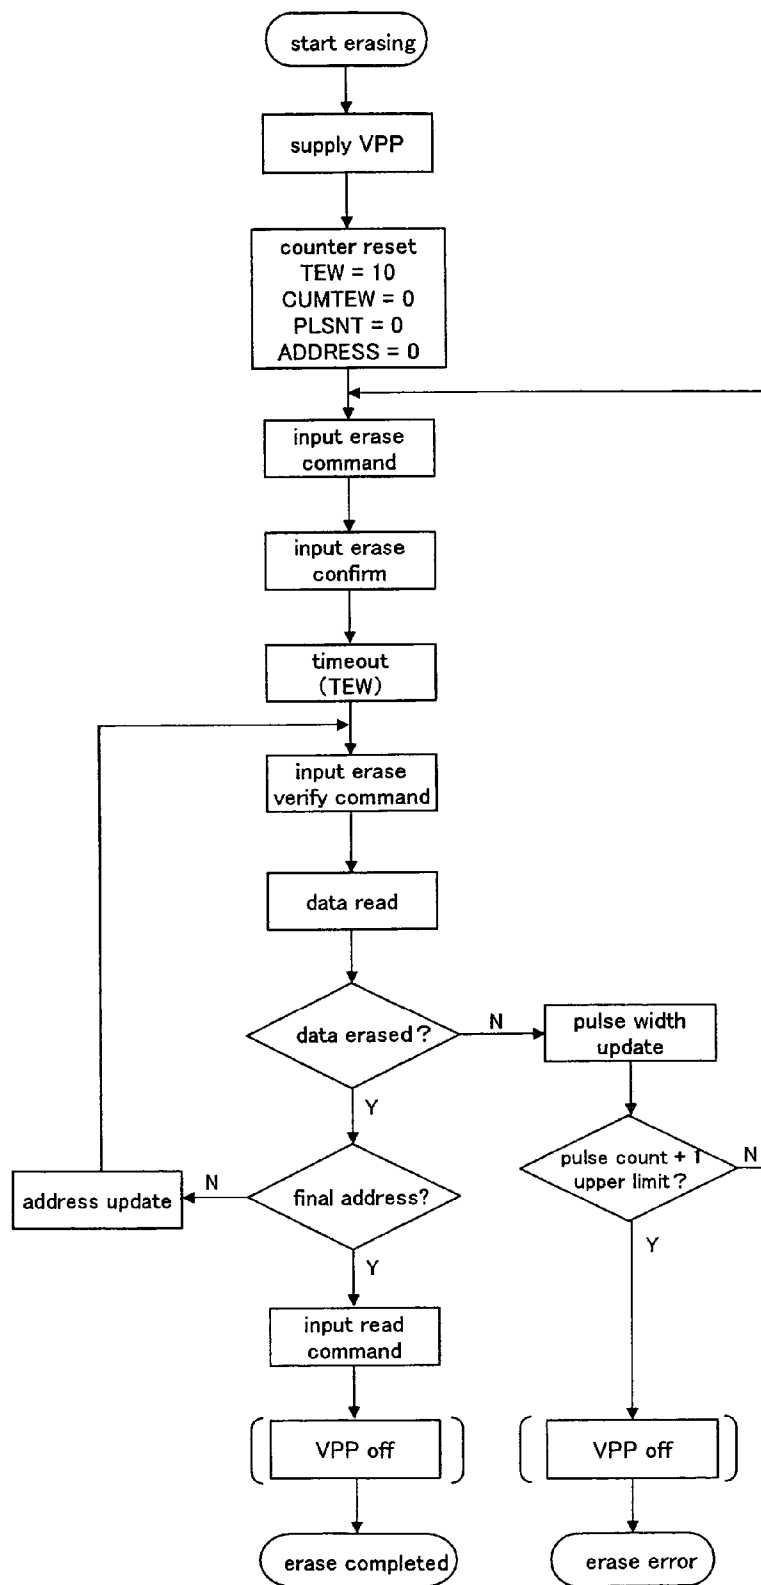 start erasing
supply VPP
counter reset
TEW = 10
CUMTEW = 0
PLSNT = 0
ADDRESS = 0
input erase
command
input erase
confirm
timeout
(TEW)
input erase
verify command
data read
data erased?
N
pulse width
update
Y
pulse count + 1
upper limit?
N
address update
N
final address?
Y
Y
input read
command
VPP off
VPP off
erase completed
erase error